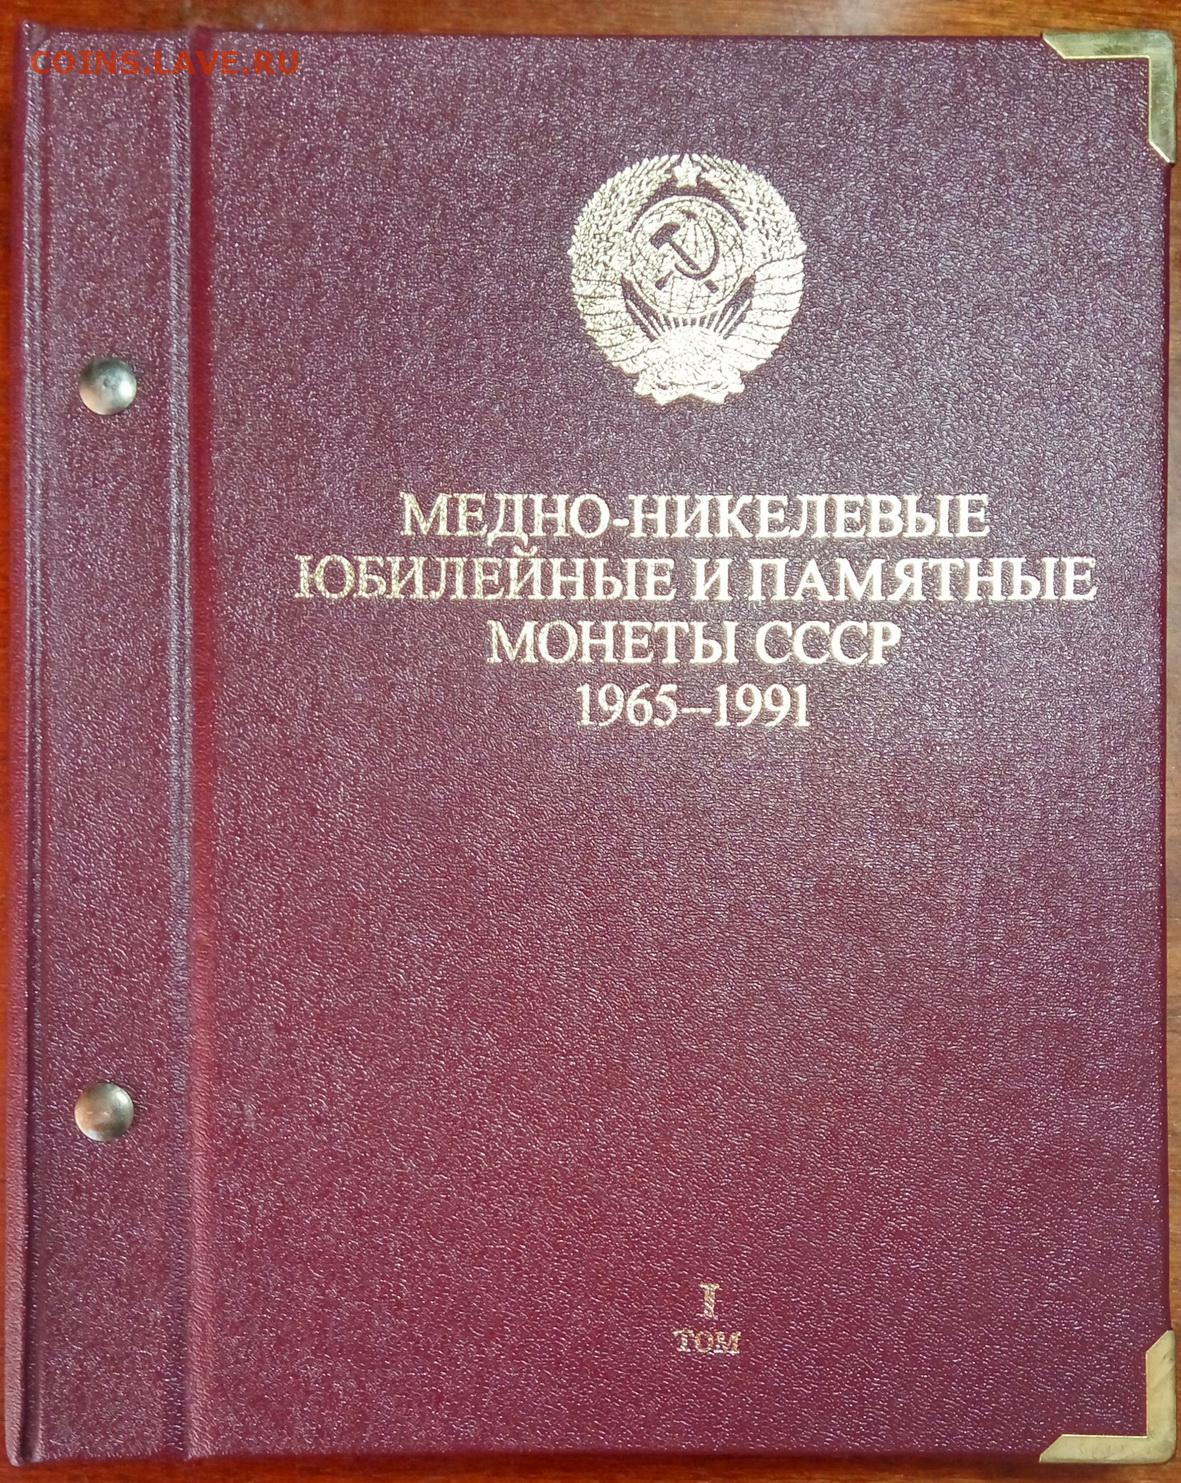 COINS.LAVE.RU
МЕДНО-НИКЕЛЕВЫЕ
ЮБИЛЕЙНЫЕ И ПАМЯТНЫЕ
МОНЕТЫ СССР
1965–1991
I
ТОМ